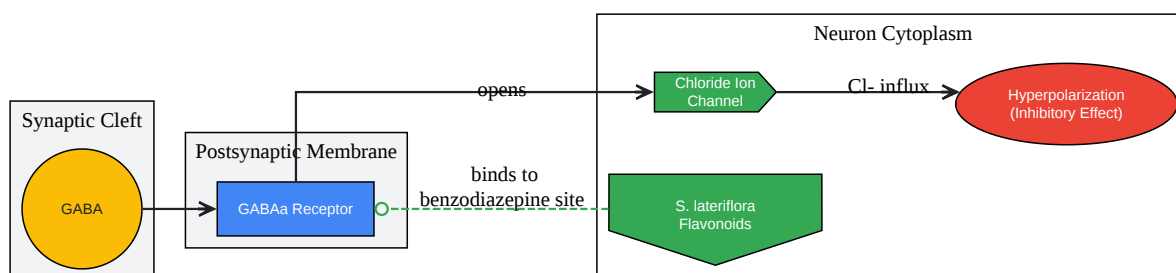 Neuron Cytoplasm
Chloride Ion
Channel
opens
Cl- influx
Hyperpolarization
(Inhibitory Effect)
Synaptic Cleft
Postsynaptic Membrane
GABA
GABAa Receptor
binds to
benzodiazepine site
S. lateriflora
Flavonoids